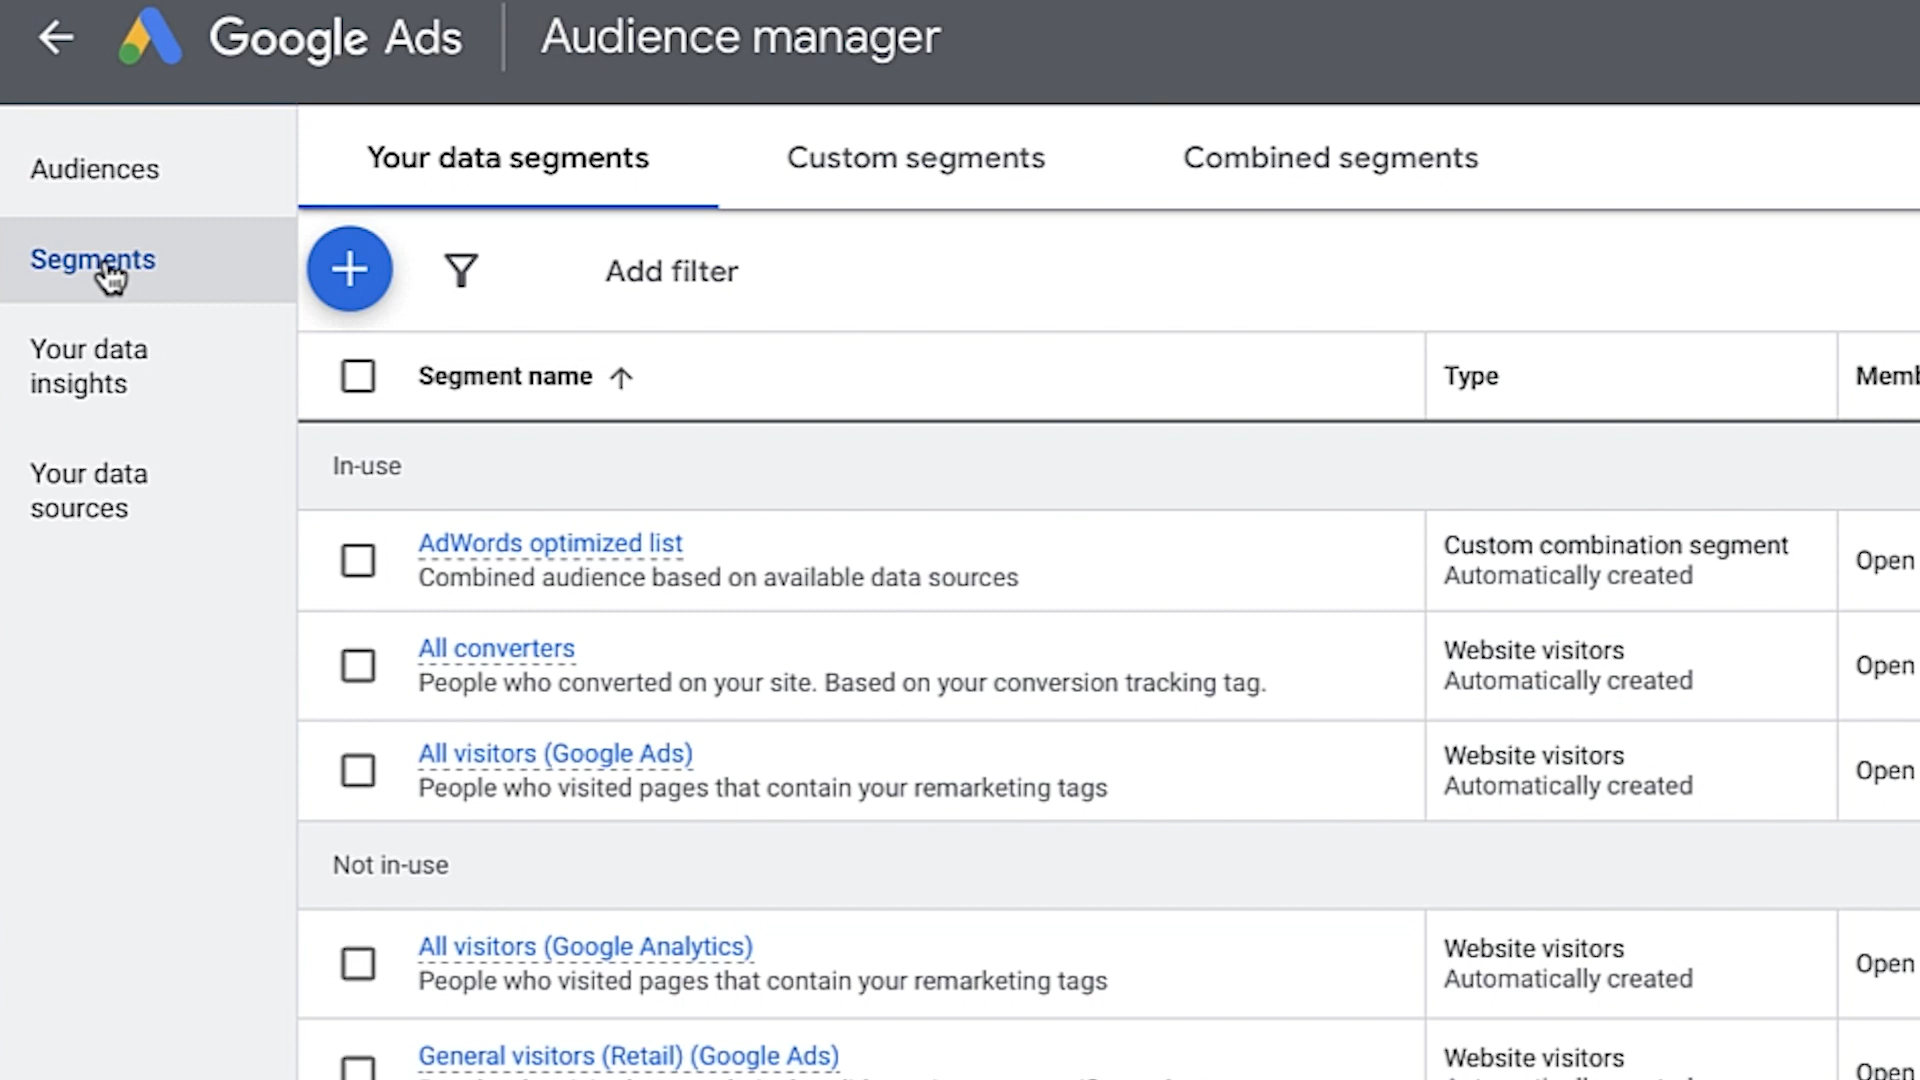 Google Ads | Audience manager
Audiences
Segments
Your data
insights
Your data
sources
Your data segments Custom segments Combined segments
Add filter
Segment name Type
In-use
AdWords optimized list
Combined audience based on available data sources
Custom combination segment
Automatically created
Open
All converters
People who converted on your site. Based on your conversion tracking tag.
Website visitors
Automatically created
Open
All visitors (Google Ads)
People who visited pages that contain your remarketing tags
Website visitors
Automatically created
Open
Not in-use
All visitors (Google Analytics)
People who visited pages that contain your remarketing tags
Website visitors
Automatically created
Open
General visitors (Retail) (Google Ads)
Website visitors
Open